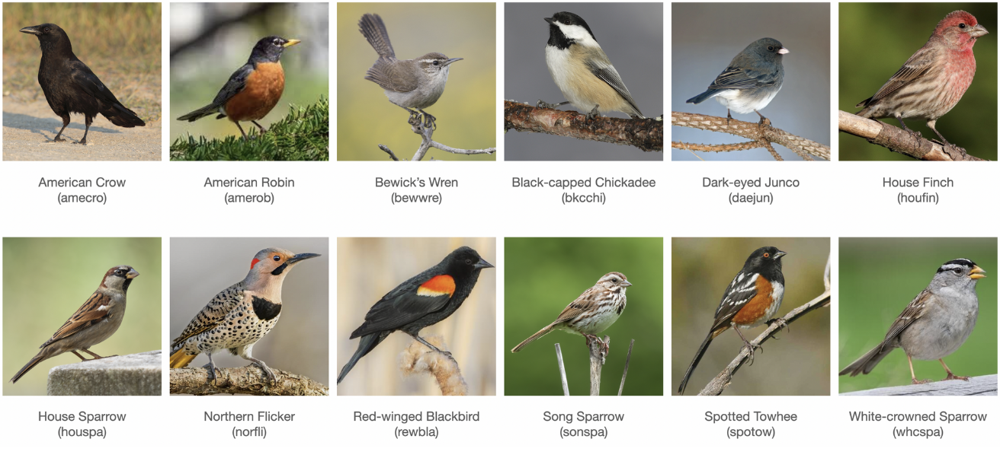 American Crow
(amecro)
American Robin
(amerob)
Bewick’s Wren
(bewwre)
Black-capped Chickadee
(bkcchi)
Dark-eyed Junco
(daejun)
House Finch
(houfin)
House Sparrow
(houspa)
Northern Flicker
(norfli)
Red-winged Blackbird
(rewbla)
Song Sparrow
(sonspa)
Spotted Towhee
(spotow)
White-crowned Sparrow
(whcspa)